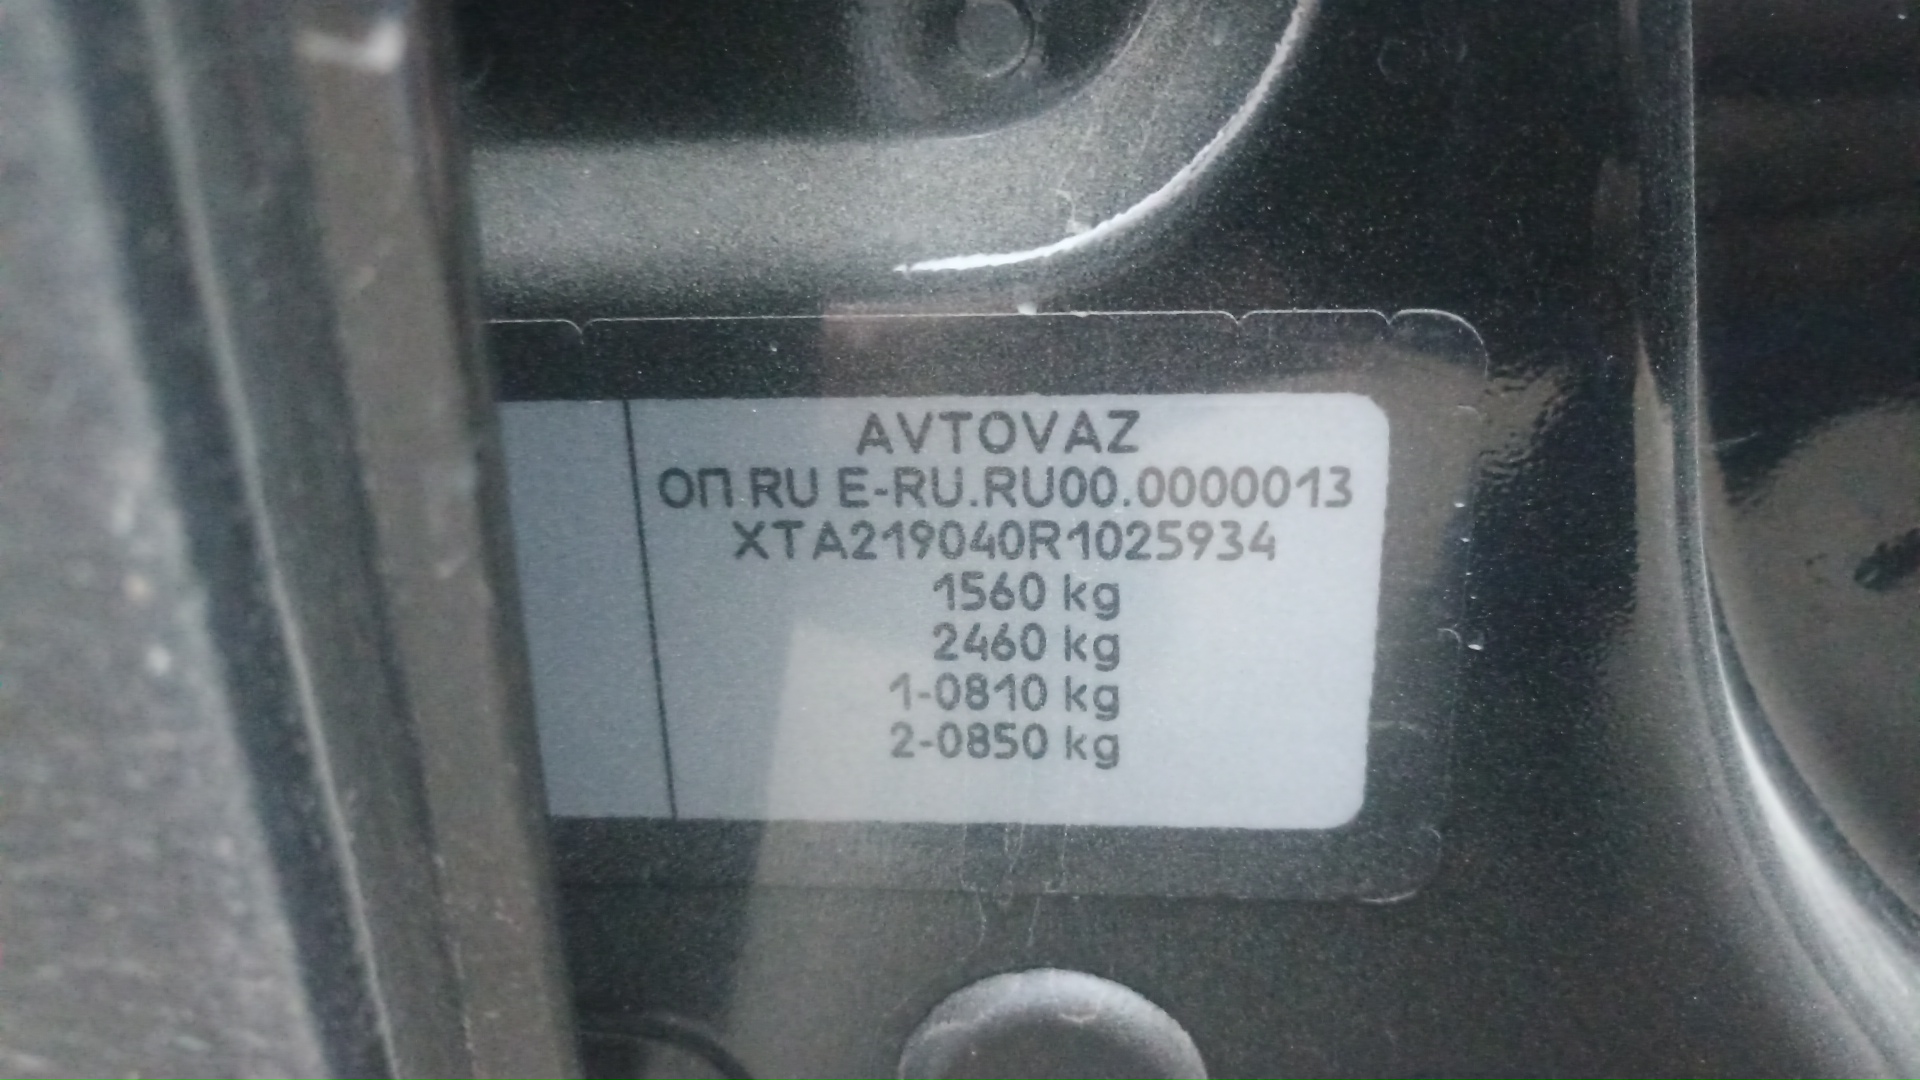 AVTOVAZ
ОП RU E-RU.RU00.0000013
XTA219040R1025934
1560 kg
2460 kg
1-0810 kg
2-0850 kg